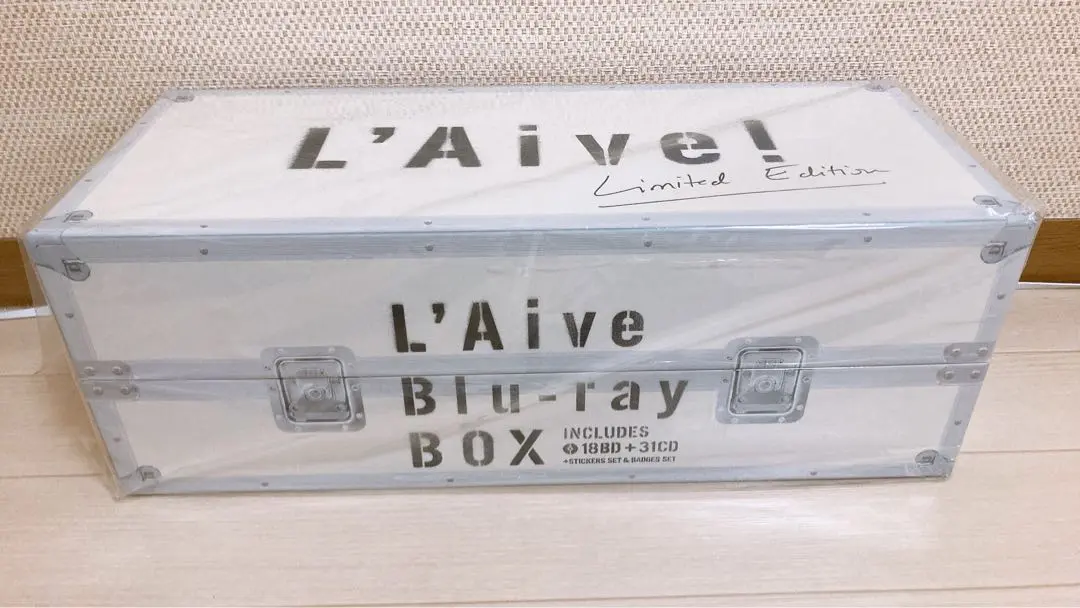 L'Aive!
Limited Edition
L'Aive
Blu-ray
BOX
INCLUDES
18BD+31CD
+STICKERS SET & BADGES SET